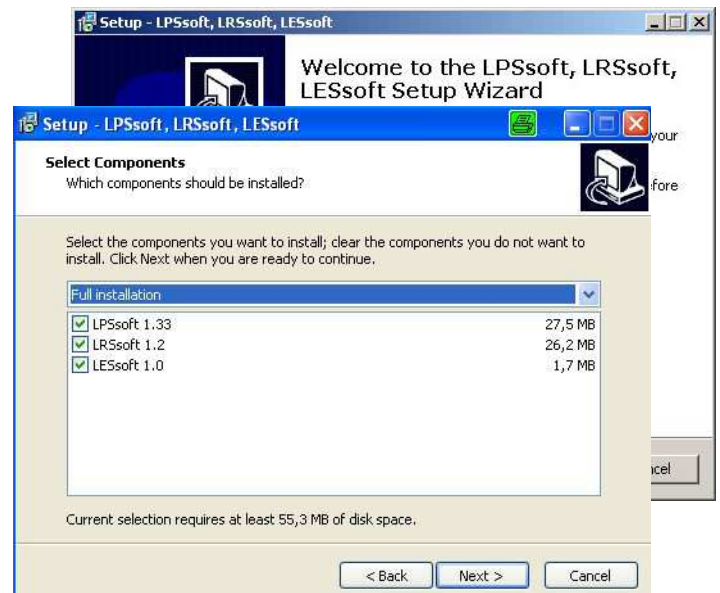 Setup - LPSsoft, LRSsoft, LESsoft
Welcome to the LPSsoft, LRSsoft,
LESsoft Setup Wizard
your
Setup - LPSsoft, LRSsoft, LESsoft
Select Components
Which components should be installed?
Select the components you want to install; clear the components you do not want to
install. Click Next when you are ready to continue.
Full installation
LPSsoft 1.33 27,5 MB
LRSsoft 1.2 26,2 MB
LESsoft 1.0 1,7 MB
Current selection requires at least 55,3 MB of disk space.
< Back Next > Cancel